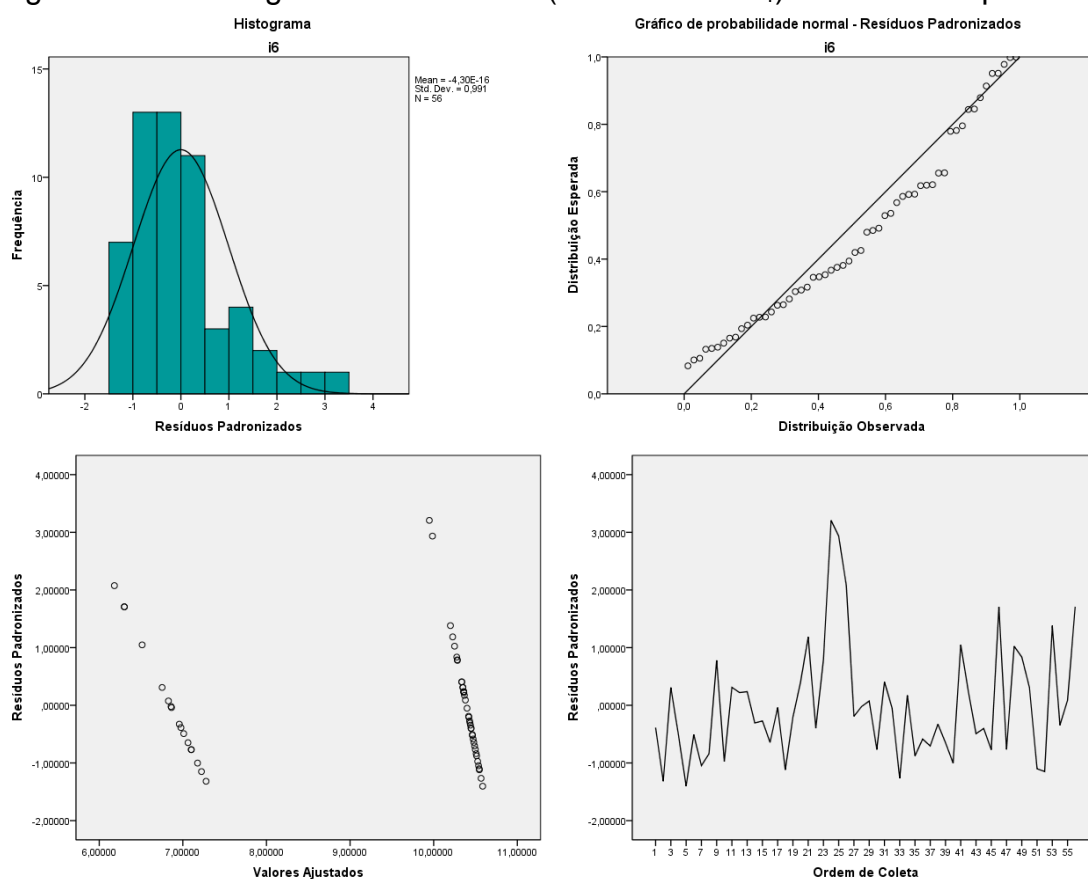 Histograma
i6
Mean = -4,30E-16
Std. Dev. = 0,991
N = 56
15
10
5
0
Frequência
-2 -1 0 1 2 3 4
Resíduos Padronizados
Gráfico de probabilidade normal - Resíduos Padronizados
i6
1,0
0,8
0,6
0,4
0,2
0,0
Distribuição Esperada
0,0 0,2 0,4 0,6 0,8 1,0
Distribuição Observada
4,00000
3,00000
2,00000
1,00000
,00000
-1,00000
-2,00000
Resíduos Padronizados
6,00000 7,00000 8,00000 9,00000 10,00000 11,00000
Valores Ajustados
4,00000
3,00000
2,00000
1,00000
,00000
-1,00000
-2,00000
Resíduos Padronizados
1 3 5 7 9 11 13 15 17 19 21 23 25 27 29 31 33 35 37 39 41 43 45 47 49 51 53 55
Ordem de Coleta